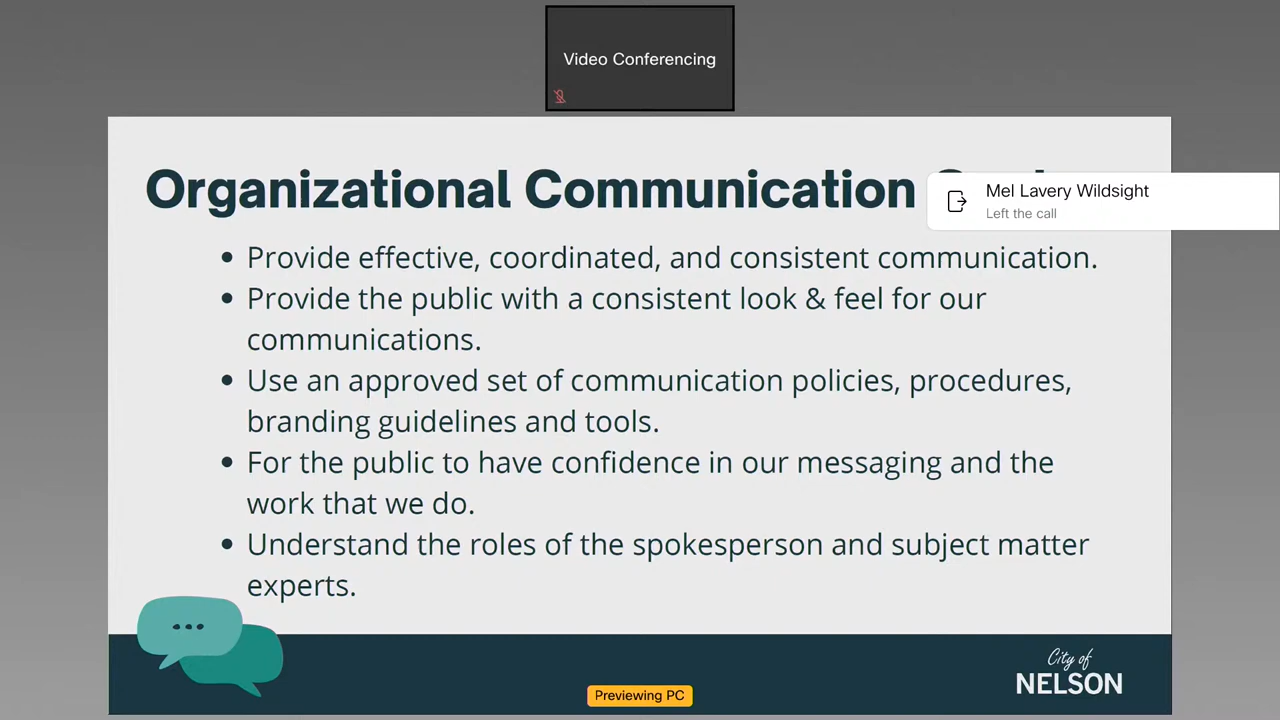 Video Conferencing
Organizational Communication
Mel Lavery Wildsight
Left the call
• Provide effective, coordinated, and consistent communication.
• Provide the public with a consistent look & feel for our
communications.
• Use an approved set of communication policies, procedures,
branding guidelines and tools.
• For the public to have confidence in our messaging and the
work that we do.
• Understand the roles of the spokesperson and subject matter
experts.
City of
NELSON
Previewing PC